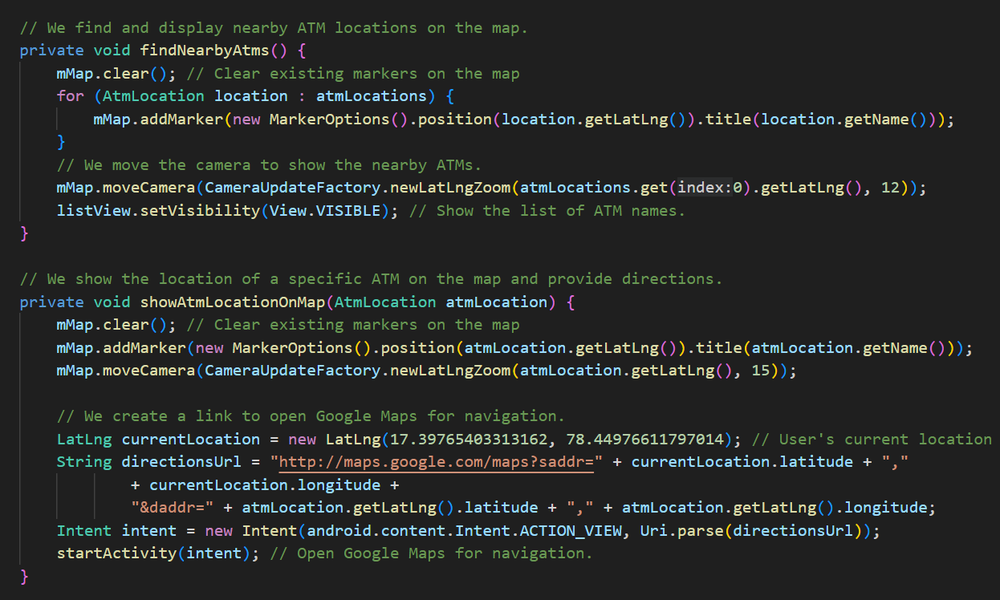 // We find and display nearby ATM locations on the map.
private void findNearbyAtms() {
    mMap.clear(); // Clear existing markers on the map
    for (AtmLocation location : atmLocations) {
        mMap.addMarker(new MarkerOptions().position(location.getLatLng()).title(location.getName()));
    }
    // We move the camera to show the nearby ATMs.
    mMap.moveCamera(CameraUpdateFactory.newLatLngZoom(atmLocations.get(index:0).getLatLng(), 12));
    listView.setVisibility(View.VISIBLE); // Show the list of ATM names.
}

// We show the location of a specific ATM on the map and provide directions.
private void showAtmLocationOnMap(AtmLocation atmLocation) {
    mMap.clear(); // Clear existing markers on the map
    mMap.addMarker(new MarkerOptions().position(atmLocation.getLatLng()).title(atmLocation.getName()));
    mMap.moveCamera(CameraUpdateFactory.newLatLngZoom(atmLocation.getLatLng(), 15));

    // We create a link to open Google Maps for navigation.
    LatLng currentLocation = new LatLng(17.39765403313162, 78.44976611797014); // User's current location
    String directionsUrl = "http://maps.google.com/maps?saddr=" + currentLocation.latitude + ","
            + currentLocation.longitude +
            "&daddr=" + atmLocation.getLatLng().latitude + "," + atmLocation.getLatLng().longitude;
    Intent intent = new Intent(android.content.Intent.ACTION_VIEW, Uri.parse(directionsUrl));
    startActivity(intent); // Open Google Maps for navigation.
}